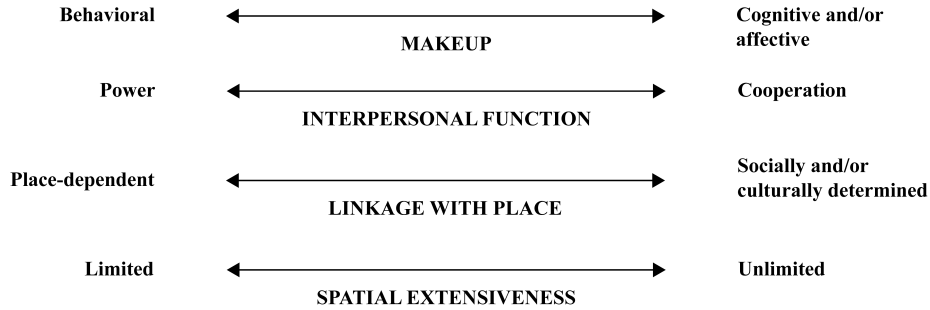 Behavioral
Cognitive and/or
affective
MAKEUP
Power
Cooperation
INTERPERSONAL FUNCTION
Place-dependent
Socially and/or
culturally determined
LINKAGE WITH PLACE
Limited
Unlimited
SPATIAL EXTENSIVENESS